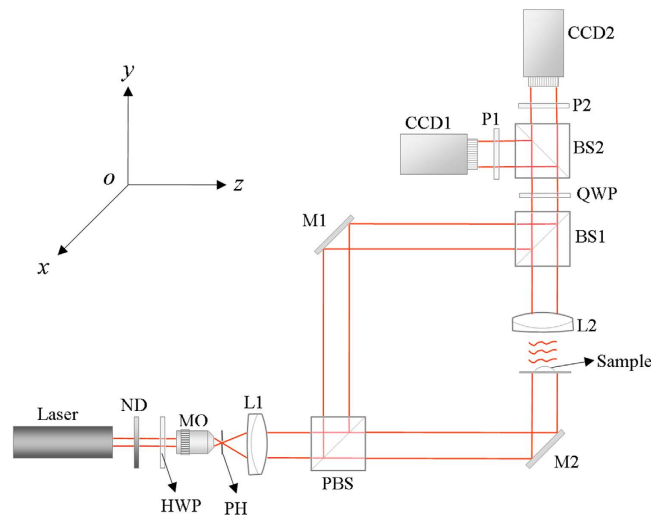 CCD2
y
P2
P1
CCD1
BS2
o
z
QWP
M1
BS1
x
L2
Sample
L1
ND
MO
Laser
M2
PBS
HWP
PH